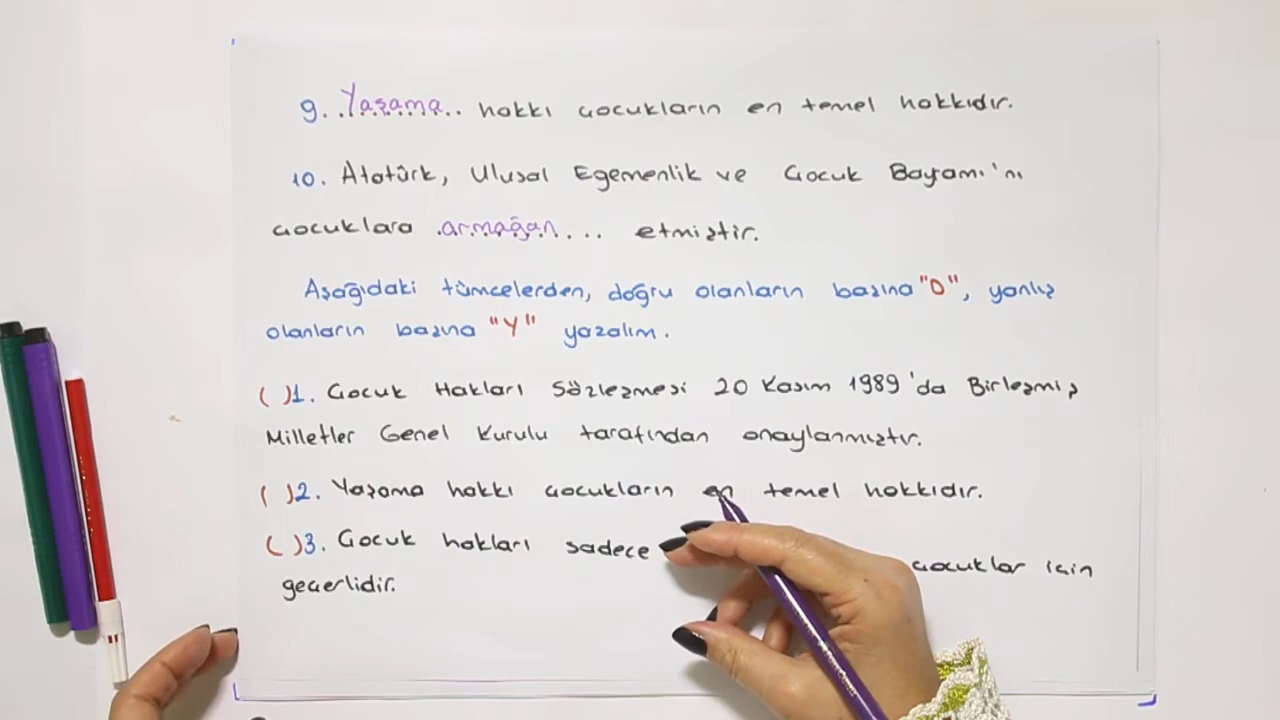 9. Yaşama hakkı çocukların en temel hakkıdır.
10. Atatürk, Ulusal Egemenlik ve Çocuk Bayramı'nı
çocuklara armağan... etmiştir.
Aşağıdaki tümcelerden, doğru olanların başına "D", yanlış
olanların başına "Y" yazalım.
( )1. Çocuk Hakları Sözleşmesi 20 Kasım 1989'da Birleşmiş
Milletler Genel Kurulu tarafından onaylanmıştır.
( )2. Yaşama hakkı çocukların en temel hakkıdır.
( )3. Çocuk hakları sadece çocuklar için
geçerlidir.